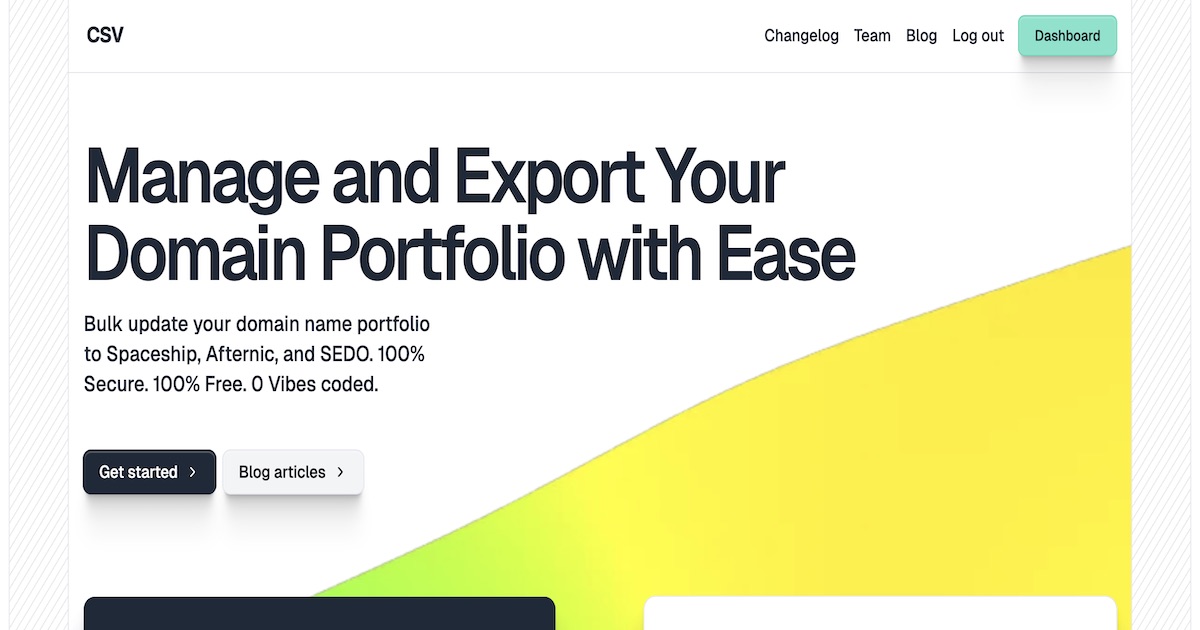 CSV
Changelog Team Blog Log out Dashboard
Manage and Export Your
Domain Portfolio with Ease
Bulk update your domain name portfolio
to Spaceship, Afternic, and SEDO. 100%
Secure. 100% Free. 0 Vibes coded.
Get started
Blog articles